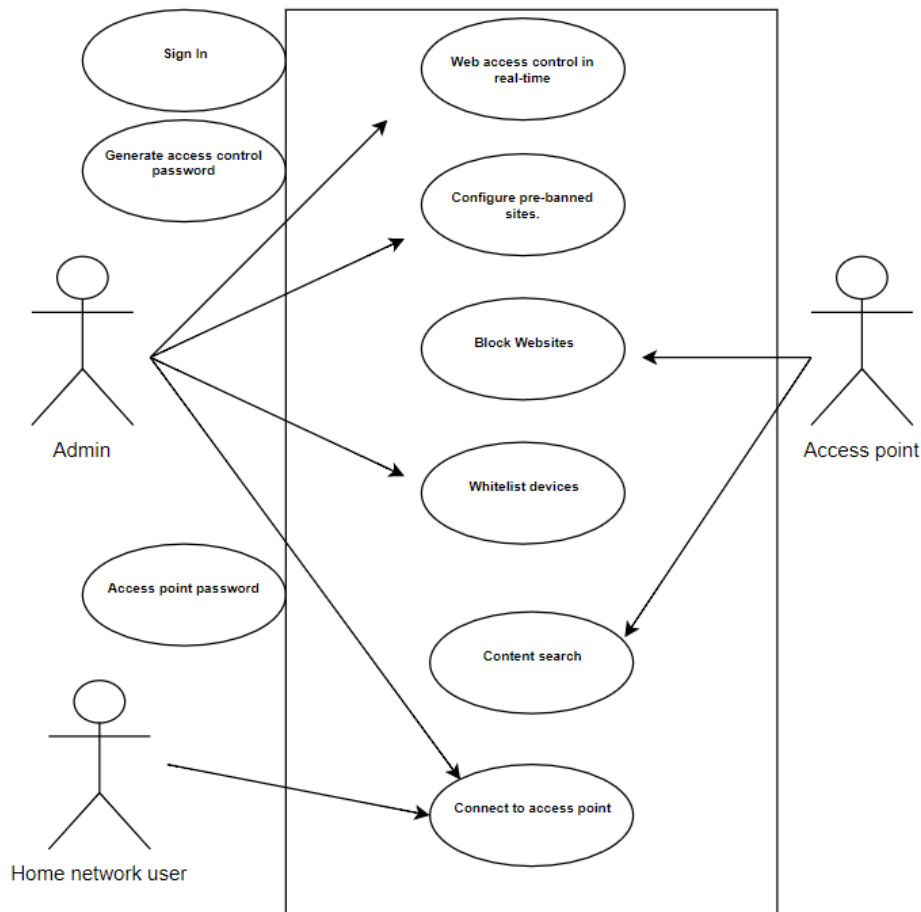 Sign In
Web access control in
real-time
Generate access control
password
Configure pre-banned
sites.
Block Websites
Admin
Access point
Whitelist devices
Access point password
Content search
Connect to access point
Home network user